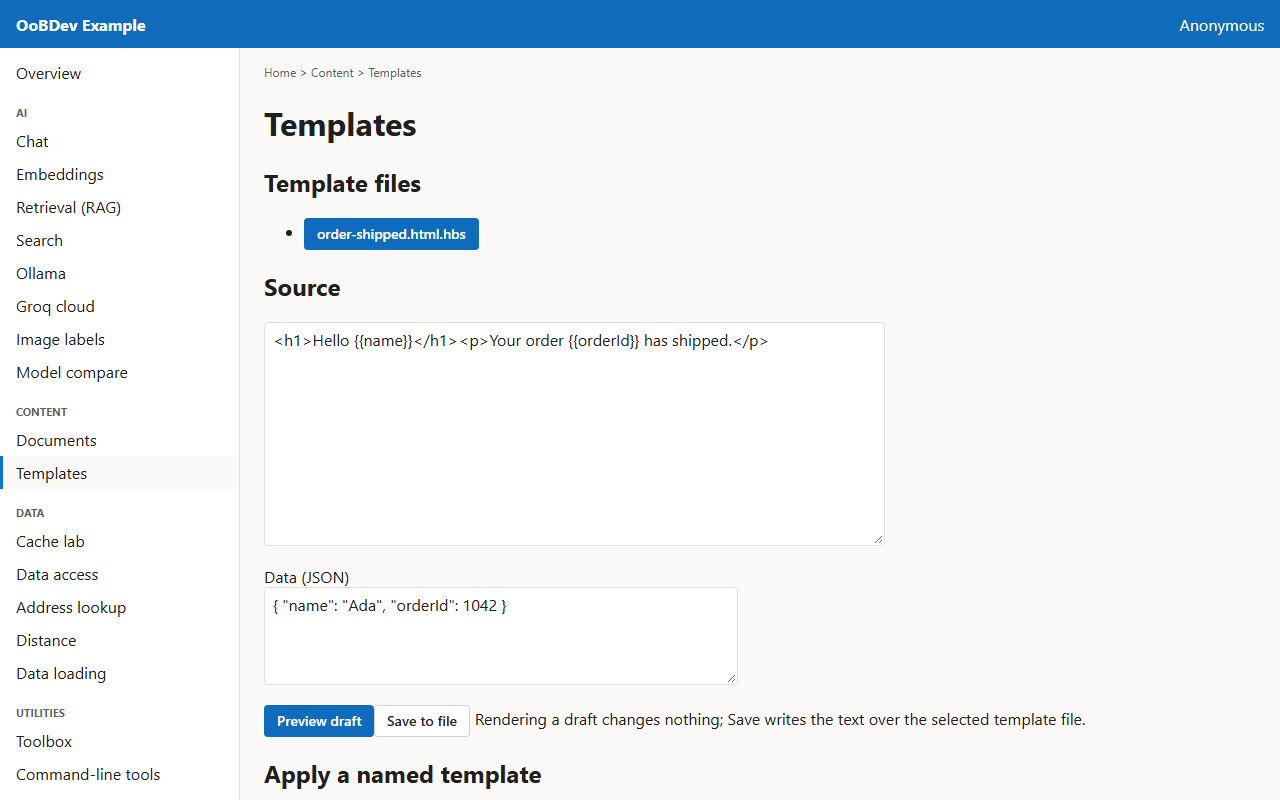 OoBDev Example
Anonymous
Overview
AI
Chat
Embeddings
Retrieval (RAG)
Search
Ollama
Groq cloud
Image labels
Model compare
CONTENT
Documents
Templates
DATA
Cache lab
Data access
Address lookup
Distance
Data loading
UTILITIES
Toolbox
Command-line tools
Home > Content > Templates
Templates
Template files
order-shipped.html.hbs
Source
<h1>Hello {{name}}</h1><p>Your order {{orderId}} has shipped.</p>
Data (JSON)
{ "name": "Ada", "orderId": 1042 }
Preview draft Save to file Rendering a draft changes nothing; Save writes the text over the selected template file.
Apply a named template